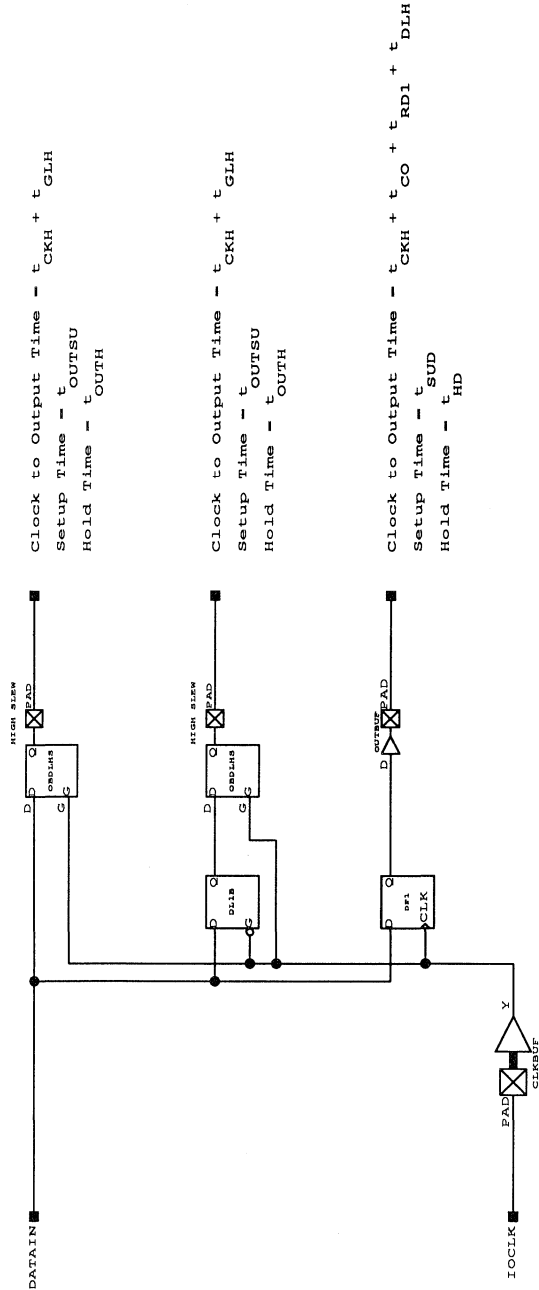 DATAIN
D
G
D
G
Q
OBDLHS
HIGH SLEW
PAD
Clock to Output Time - tCKH + tGLH
Setup Time - tOUTSU
Hold Time - tOUTH
D
G
Q
DL1B
D
G
D
G
Q
OBDLHS
HIGH SLEW
PAD
Clock to Output Time - tCKH + tGLH
Setup Time - tOUTSU
Hold Time - tOUTH
D
CLK
Q
DF1
D
OUTBUF
PAD
Clock to Output Time - tCKH + tCO + tRD1 + tDLH
Setup Time - tSUD
Hold Time - tHD
IOCLK
PAD
Y
CLKBUF